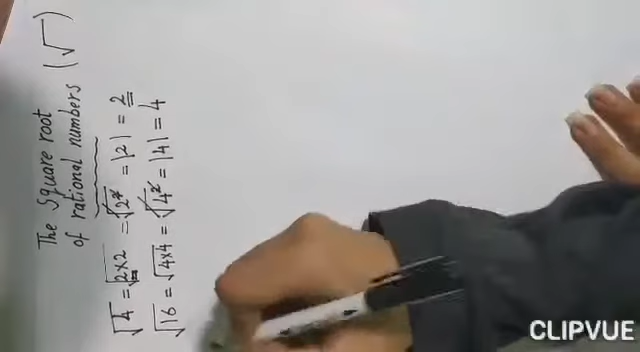 The Square root
of rational numbers (√)
√4 = √2×2 = √2² = |2| = 2
√16 = √4×4 = √4² = |4| = 4
CLIPVUE